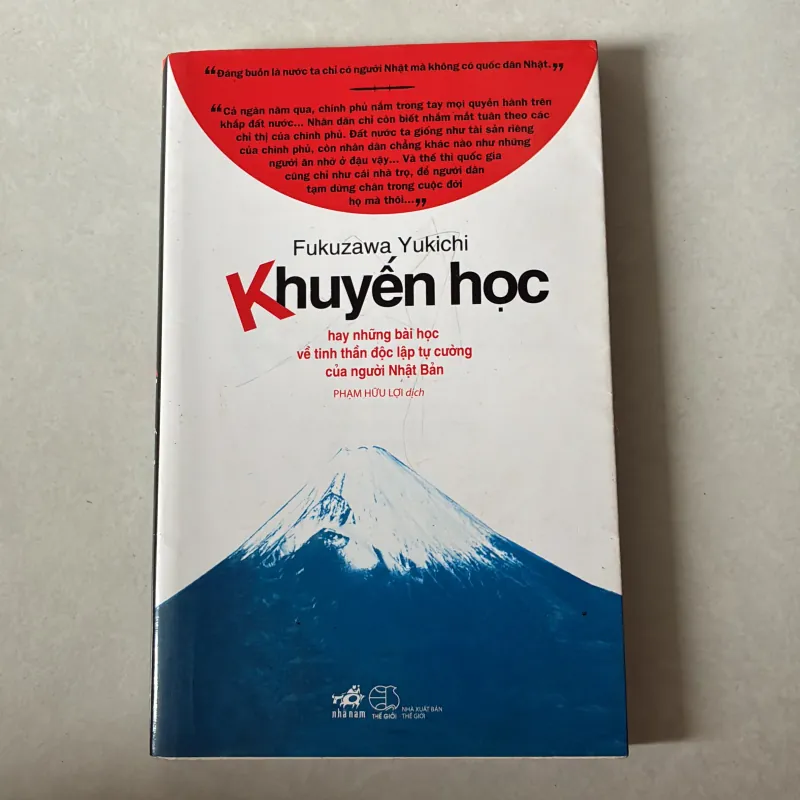 “Đáng buồn là nước ta chỉ có người Nhật mà không có quốc dân Nhật.”
“Cả ngàn năm qua, chính phủ nắm trong tay mọi quyền hành trên
khắp đất nước... Nhân dân chỉ còn biết nhắm mắt tuân theo các
chỉ thị của chính phủ. Đất nước ta giống như tài sản riêng
của chính phủ, còn nhân dân chẳng khác nào như những
người ăn nhờ ở đậu vậy... Và thế thì quốc gia
cũng chỉ như cái nhà trọ, để người dân
tạm dừng chân trong cuộc đời
họ mà thôi...”
Fukuzawa Yukichi
Khuyến học
hay những bài học
về tinh thần độc lập tự cường
của người Nhật Bản
PHẠM HỮU LỢI dịch
nhã nam
THẾ GIỚI
NHÀ XUẤT BẢN
THẾ GIỚI